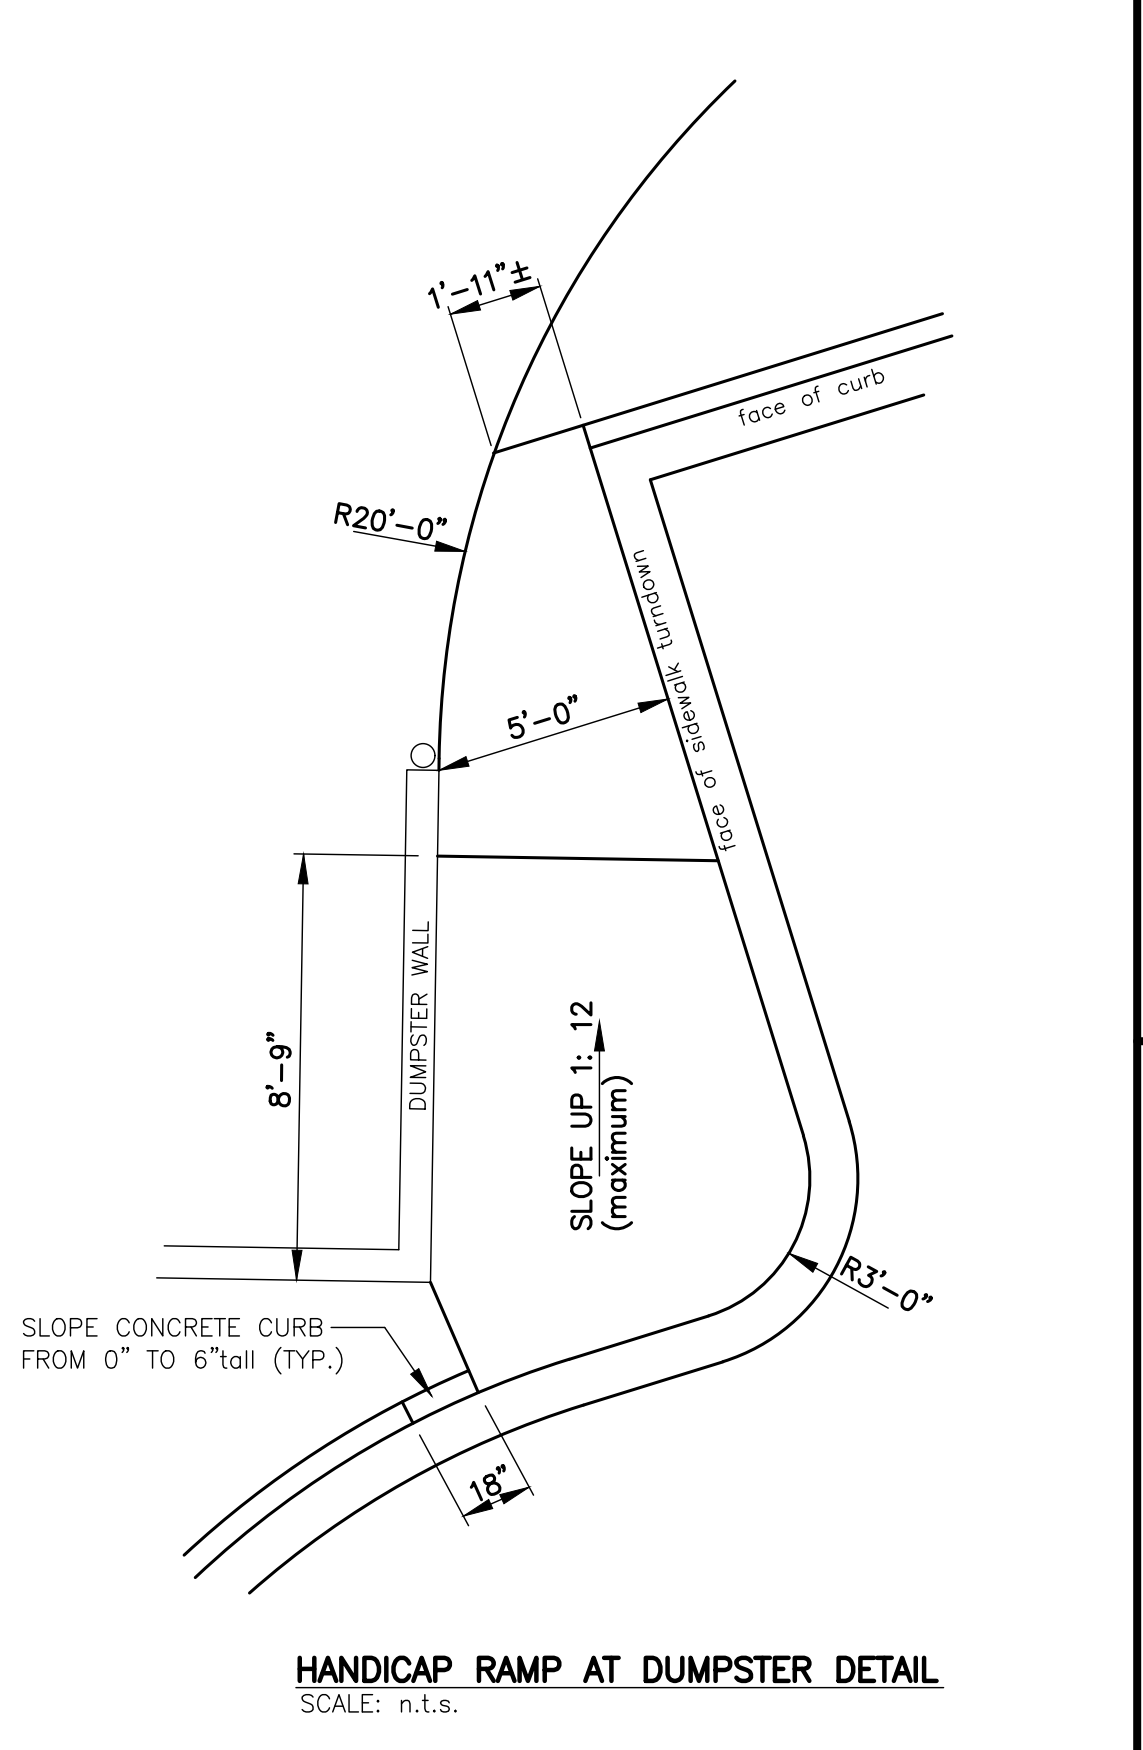 1'-11"±
face of curb
R20'-0"
face of sidewalk turndown
5'-0"
DUMPSTER WALL
8'-9"
SLOPE UP 1: 12
(maximum)
R3'-0"
SLOPE CONCRETE CURB
FROM 0" TO 6"tall (TYP.)
18"
HANDICAP RAMP AT DUMPSTER DETAIL
SCALE: n.t.s.